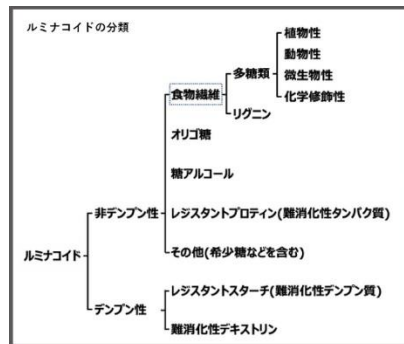 ルミナコイドの分類
植物性
動物性
多糖類
微生物性
食物繊維
化学修飾性
リグニン
オリゴ糖
糖アルコール
非デンプン性
レジスタントプロティン(難消化性タンパク質)
その他(希少糖などを含む)
ルミナコイド
レジスタントスターチ(難消化性デンプン質)
デンプン性
難消化性デキストリン